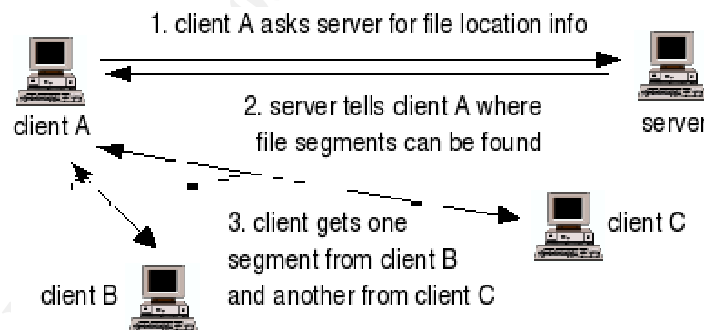 1. client A asks server for file location info
client A
server
2. server tells client A where
file segments can be found
3. client gets one
segment from client B
and another from client C
client C
client B